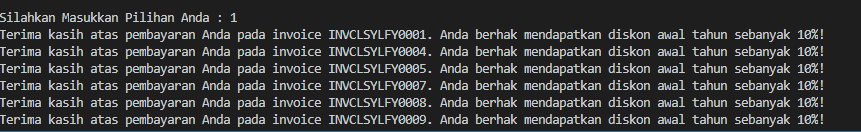 Silahkan Masukkan Pilihan Anda : 1
Terima kasih atas pembayaran Anda pada invoice INVCLSYLFY0001. Anda berhak mendapatkan diskon awal tahun sebanyak 10%!
Terima kasih atas pembayaran Anda pada invoice INVCLSYLFY0004. Anda berhak mendapatkan diskon awal tahun sebanyak 10%!
Terima kasih atas pembayaran Anda pada invoice INVCLSYLFY0005. Anda berhak mendapatkan diskon awal tahun sebanyak 10%!
Terima kasih atas pembayaran Anda pada invoice INVCLSYLFY0007. Anda berhak mendapatkan diskon awal tahun sebanyak 10%!
Terima kasih atas pembayaran Anda pada invoice INVCLSYLFY0008. Anda berhak mendapatkan diskon awal tahun sebanyak 10%!
Terima kasih atas pembayaran Anda pada invoice INVCLSYLFY0009. Anda berhak mendapatkan diskon awal tahun sebanyak 10%!